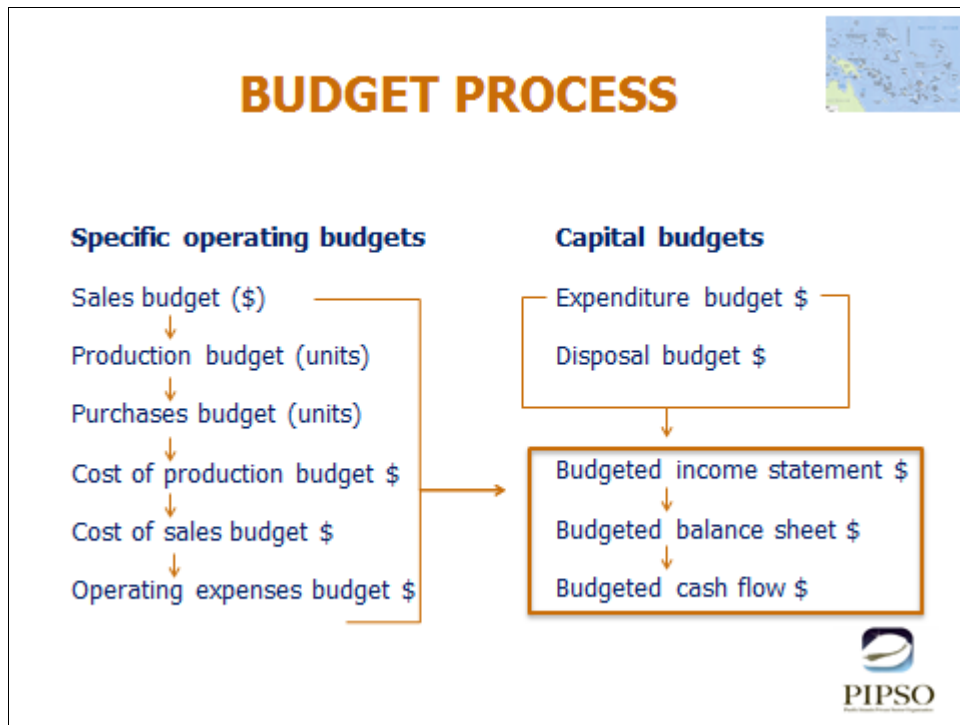 BUDGET PROCESS
Specific operating budgets
Sales budget ($)
Production budget (units)
Purchases budget (units)
Cost of production budget $
Cost of sales budget $
Operating expenses budget $
Capital budgets
Expenditure budget $
Disposal budget $
Budgeted income statement $
Budgeted balance sheet $
Budgeted cash flow $
PIPSO